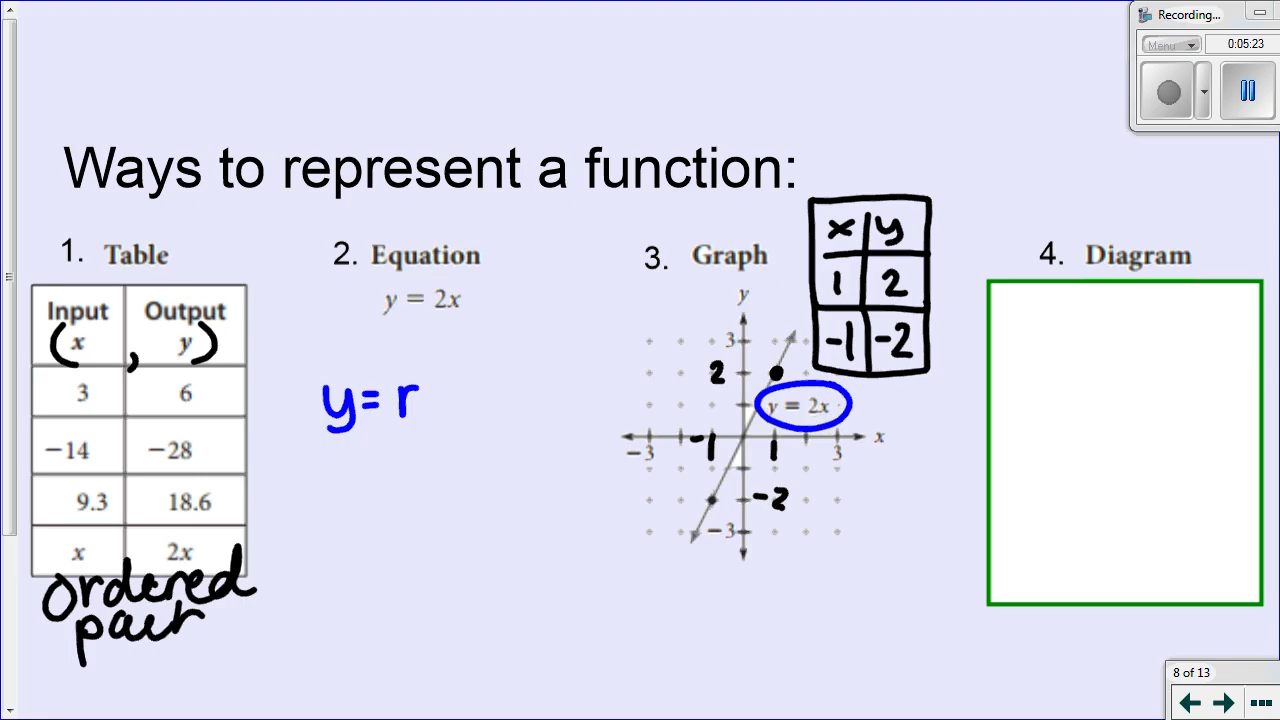 Recording...
Menu
0:05:23
Ways to represent a function:
1. Table
Input Output
( x , y )
3 6
−14 −28
9.3 18.6
x 2x
ordered
pair
2. Equation
y = 2x
y = r
3. Graph
y
3
2
y = 2x
−3 -1 1 3 x
-2
−3
x y
1 2
-1 -2
4. Diagram
8 of 13